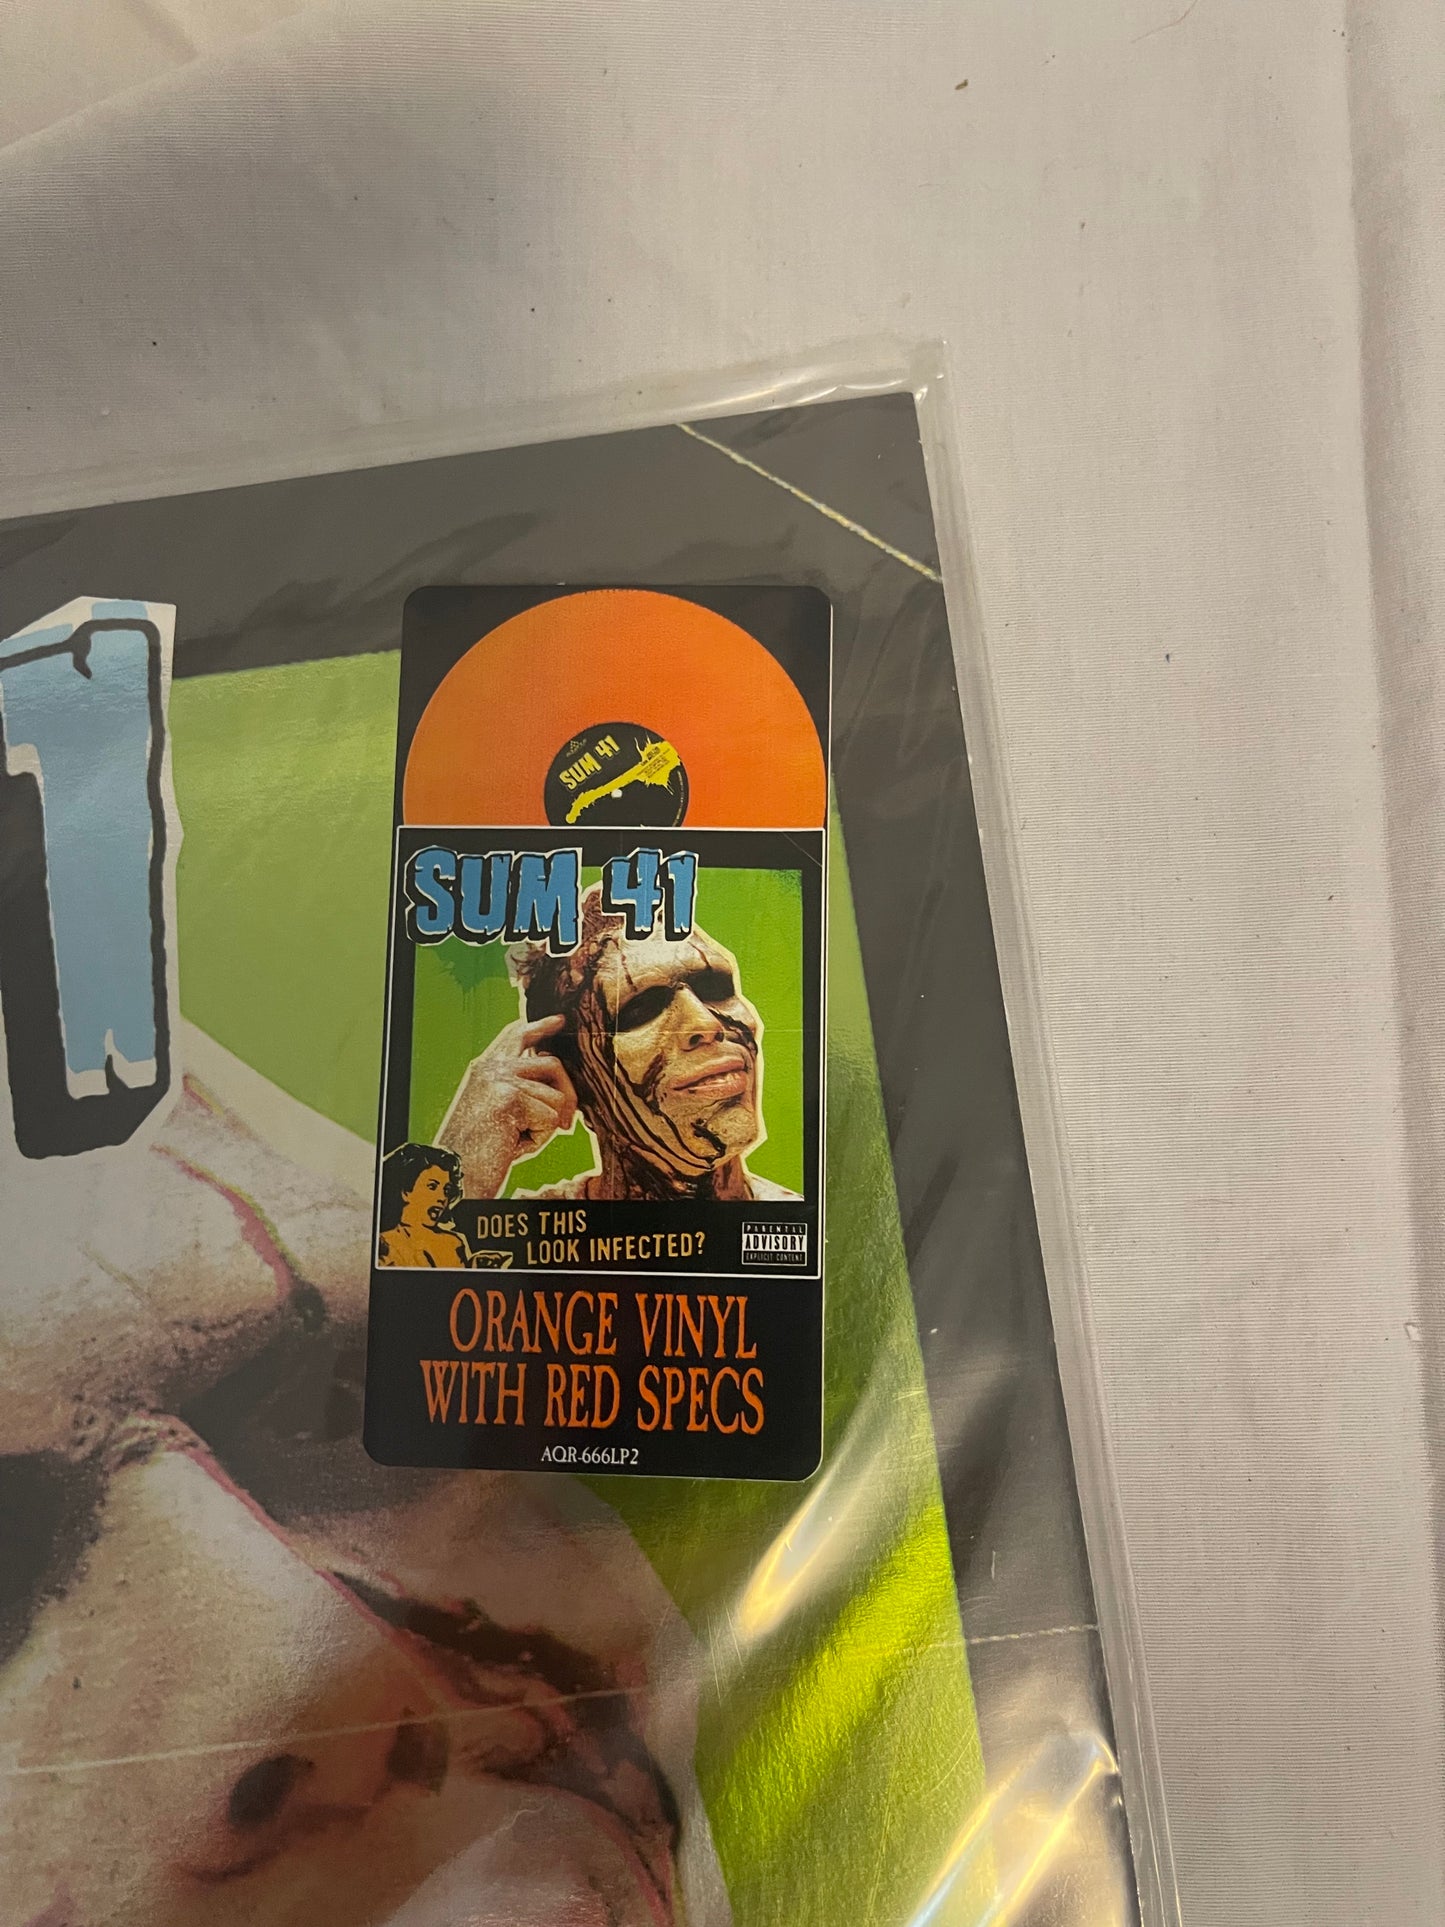 1
SUM 41
SUM 41
DOES THIS
LOOK INFECTED?
PARENTAL
ADVISORY
EXPLICIT CONTENT
ORANGE VINYL
WITH RED SPECS
AQR-666LP2